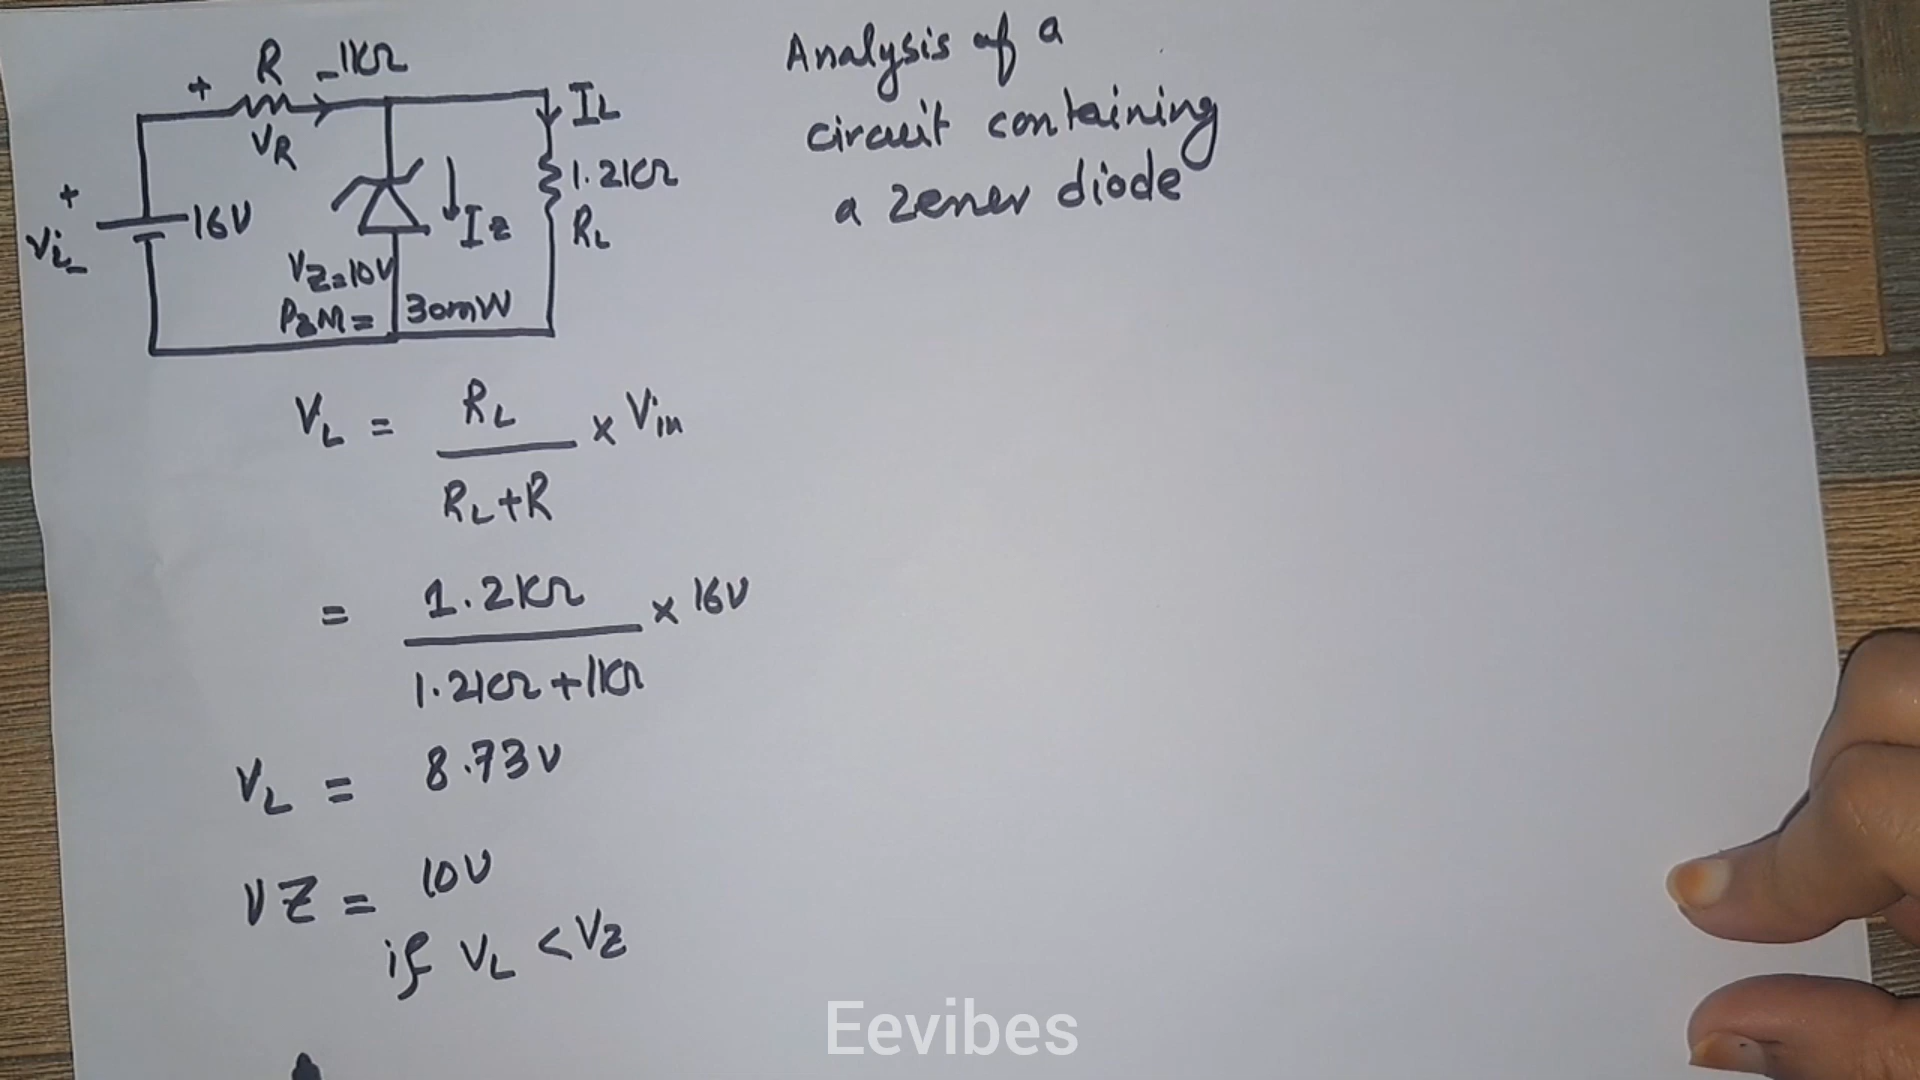 R - 1KΩ
+
VR
IL
1.2KΩ
RL
+
Vi
-
16V
Iz
Vz=10V
PzM = 30mW
Analysis of a
circuit containing
a zener diode
VL = RL / RL+R × Vin
= 1.2KΩ / 1.2KΩ+1KΩ × 16V
VL = 8.73V
VZ = 10V
if VL < VZ
Eevibes